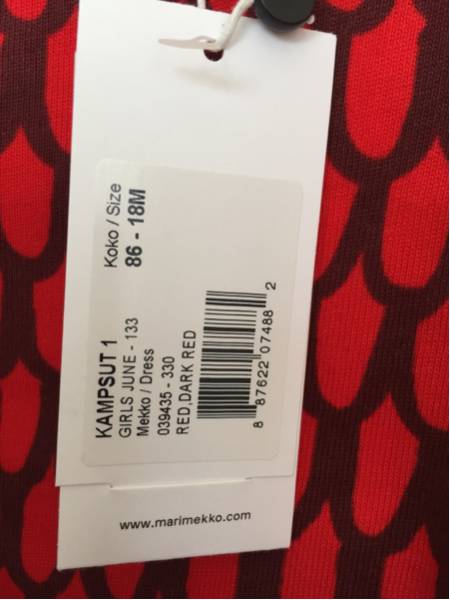 KAMPSUT 1
GIRLS JUNE - 133
Mekko / Dress
039435 - 330
RED,DARK RED
Koko / Size
86 - 18M
8 87622 07488 2
www.marimekko.com